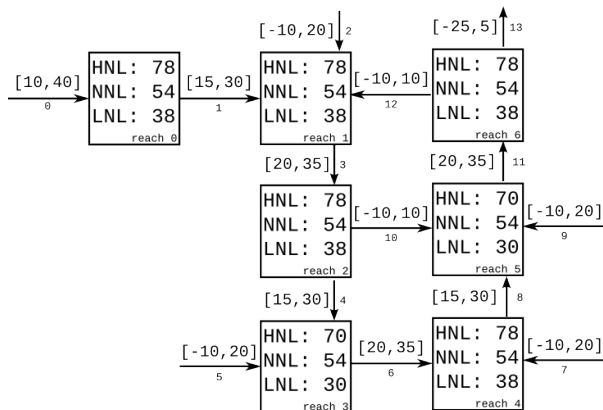 [-10,20] 2
[-25,5] 13
[10,40]
0
HNL: 78
NNL: 54
LNL: 38
reach 0
[15,30]
1
HNL: 78
NNL: 54
LNL: 38
reach 1
[-10,10]
12
HNL: 78
NNL: 54
LNL: 38
reach 6
[20,35] 3
[20,35] 11
HNL: 78
NNL: 54
LNL: 38
reach 2
[-10,10]
10
HNL: 70
NNL: 54
LNL: 30
reach 5
[-10,20]
9
[15,30] 4
[15,30] 8
[-10,20]
5
HNL: 70
NNL: 54
LNL: 30
reach 3
[20,35]
6
HNL: 78
NNL: 54
LNL: 38
reach 4
[-10,20]
7